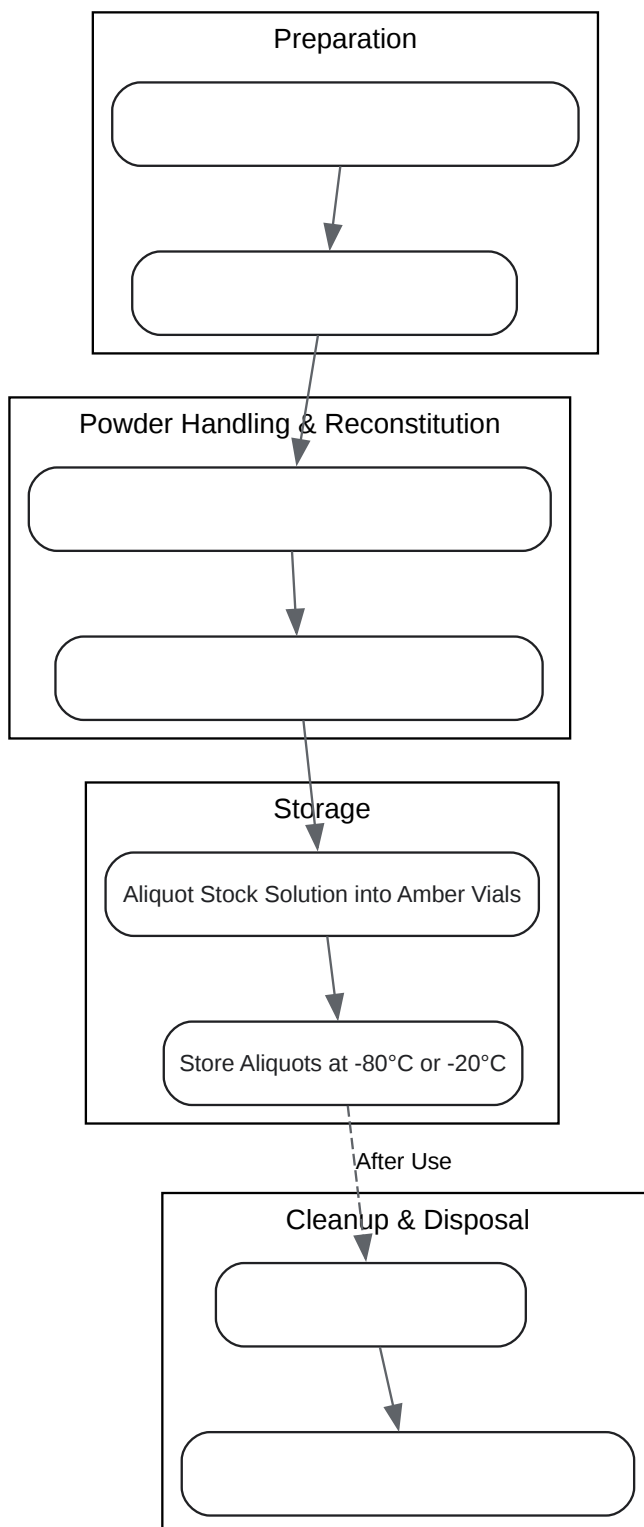 Preparation
Powder Handling & Reconstitution
Storage
Aliquot Stock Solution into Amber Vials
Store Aliquots at -80°C or -20°C
After Use
Cleanup & Disposal